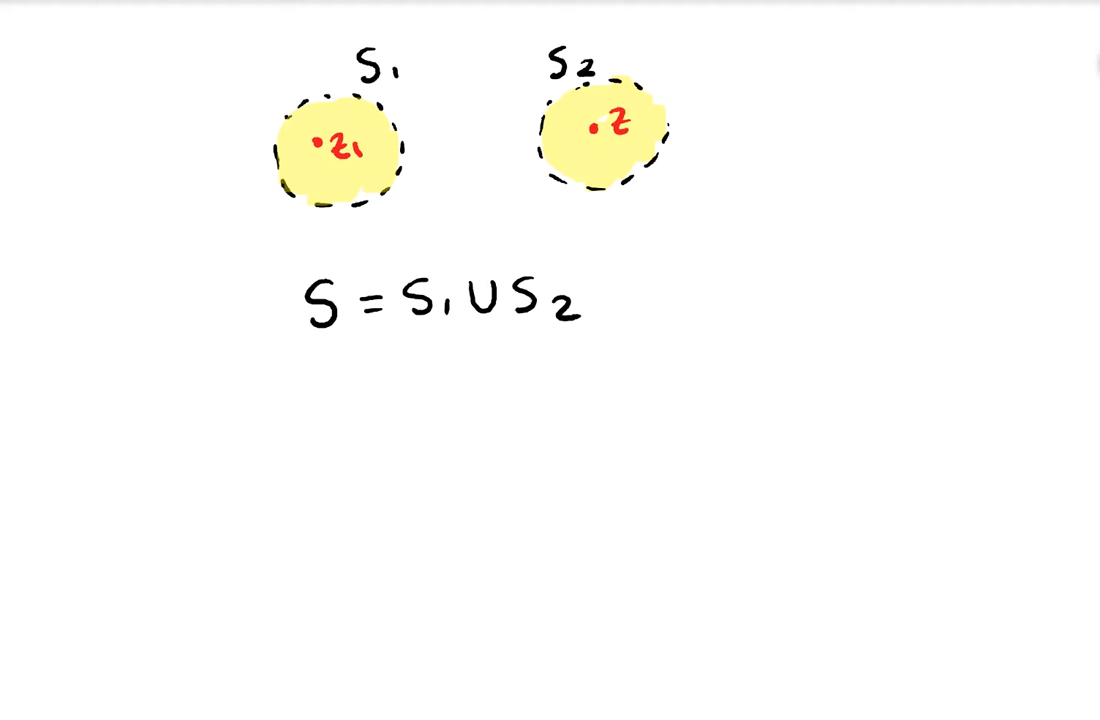 S₁ S₂
z₁ z
S = S₁ ∪ S₂